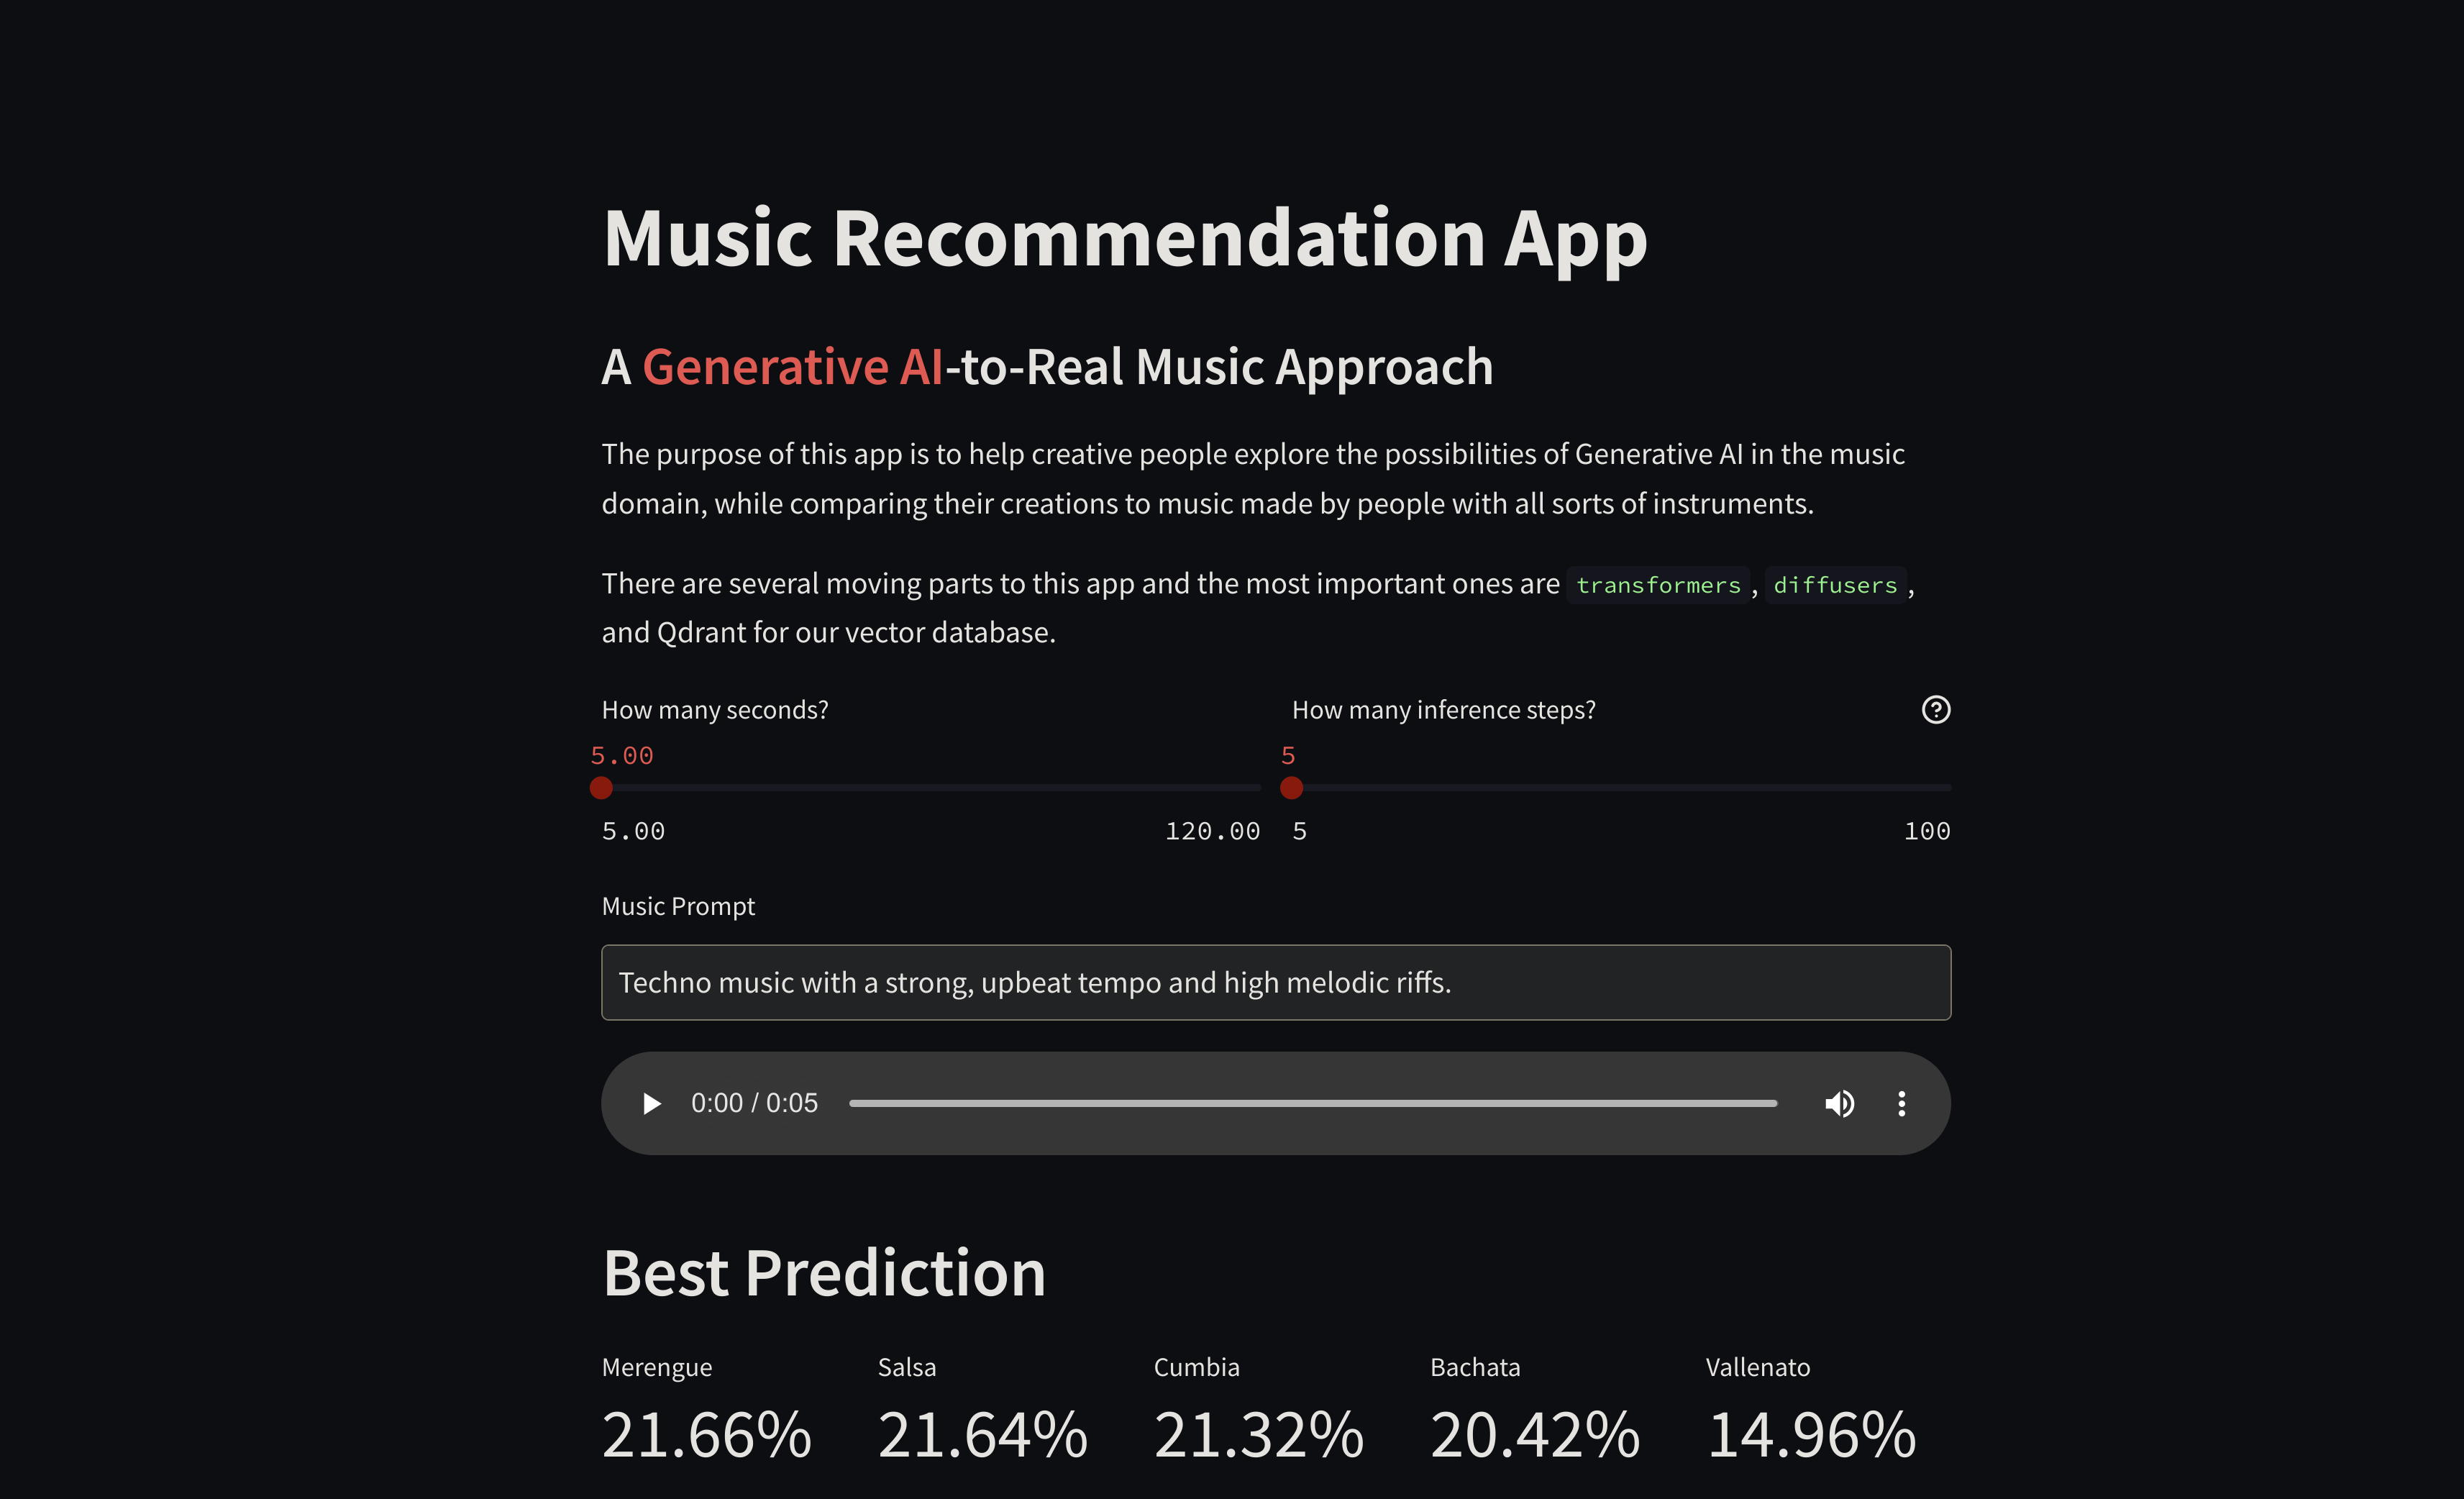 Music Recommendation App
A Generative AI-to-Real Music Approach
The purpose of this app is to help creative people explore the possibilities of Generative AI in the music
domain, while comparing their creations to music made by people with all sorts of instruments.
There are several moving parts to this app and the most important ones are transformers, diffusers,
and Qdrant for our vector database.
How many seconds?
5.00
5.00 120.00
How many inference steps?
5
5 100
Music Prompt
Techno music with a strong, upbeat tempo and high melodic riffs.
0:00 / 0:05
Best Prediction
Merengue Salsa Cumbia Bachata Vallenato
21.66% 21.64% 21.32% 20.42% 14.96%